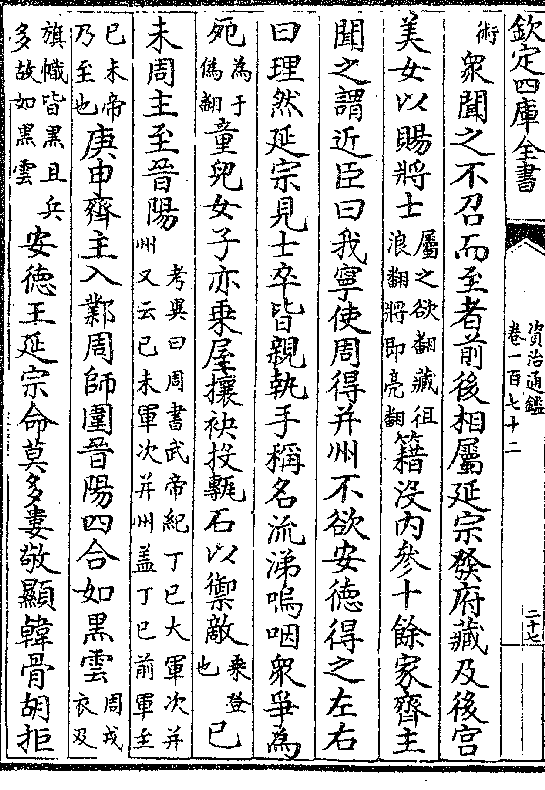 欽定四庫全書
資治通鑑
卷一百七十二
二十七
術衆聞之不召而至者前後相屬延宗發府藏及後宮
美女以賜將士屬之欲翻藏徂浪翻將即亮翻籍沒内參十餘家齊主
聞之謂近臣曰我寧使周得并州不欲安德得之左右
曰理然延宗見士卒皆親執手稱名流涕嗚咽衆爭為
死為于偽翻童兒女子亦乗屋攘袂投甎石以禦敵乗登也已
未周主至晉陽考異曰周書武帝紀丁巳大軍次并州又云已未軍次并州盖丁巳前軍至
已未帝乃至也庚申齊主入鄴周師圍晉陽四合如黑雲周戎衣及
旗幟皆黑且兵多故如黑雲安德王延宗命莫多婁敬顯韓骨胡拒